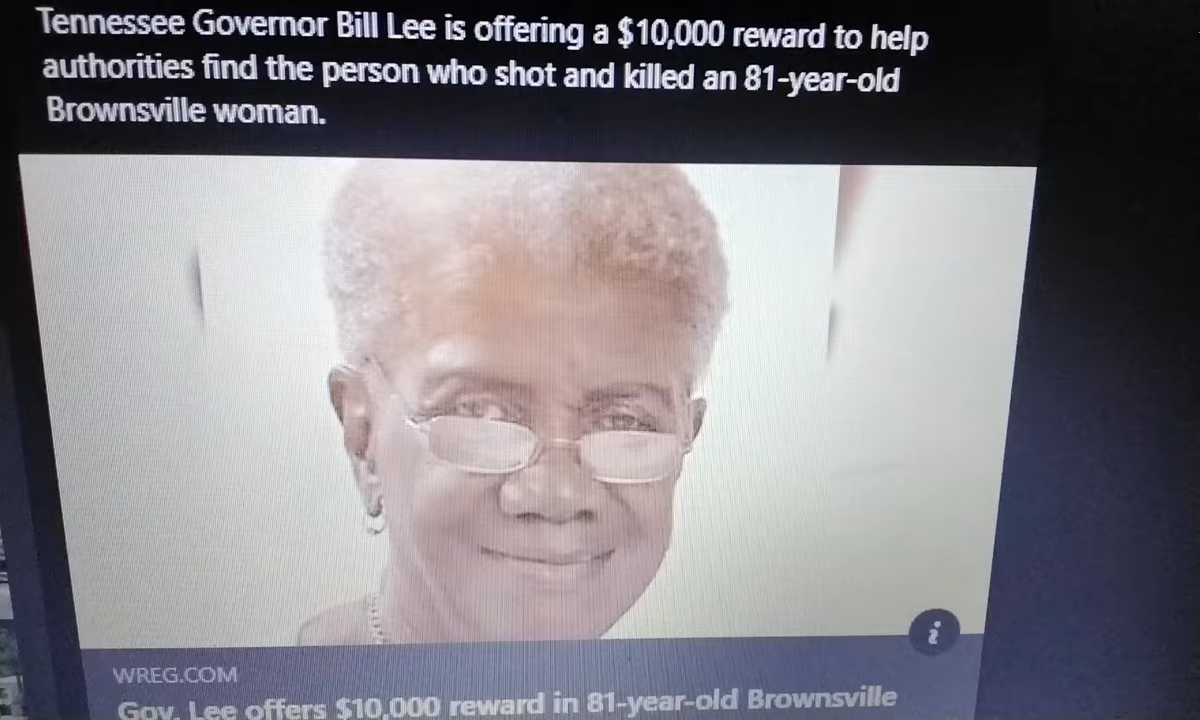 Tennessee Governor Bill Lee is offering a $10,000 reward to help
authorities find the person who shot and killed an 81-year-old
Brownsville woman.
WREG.COM
Gov. Lee offers $10,000 reward in 81-year-old Brownsville